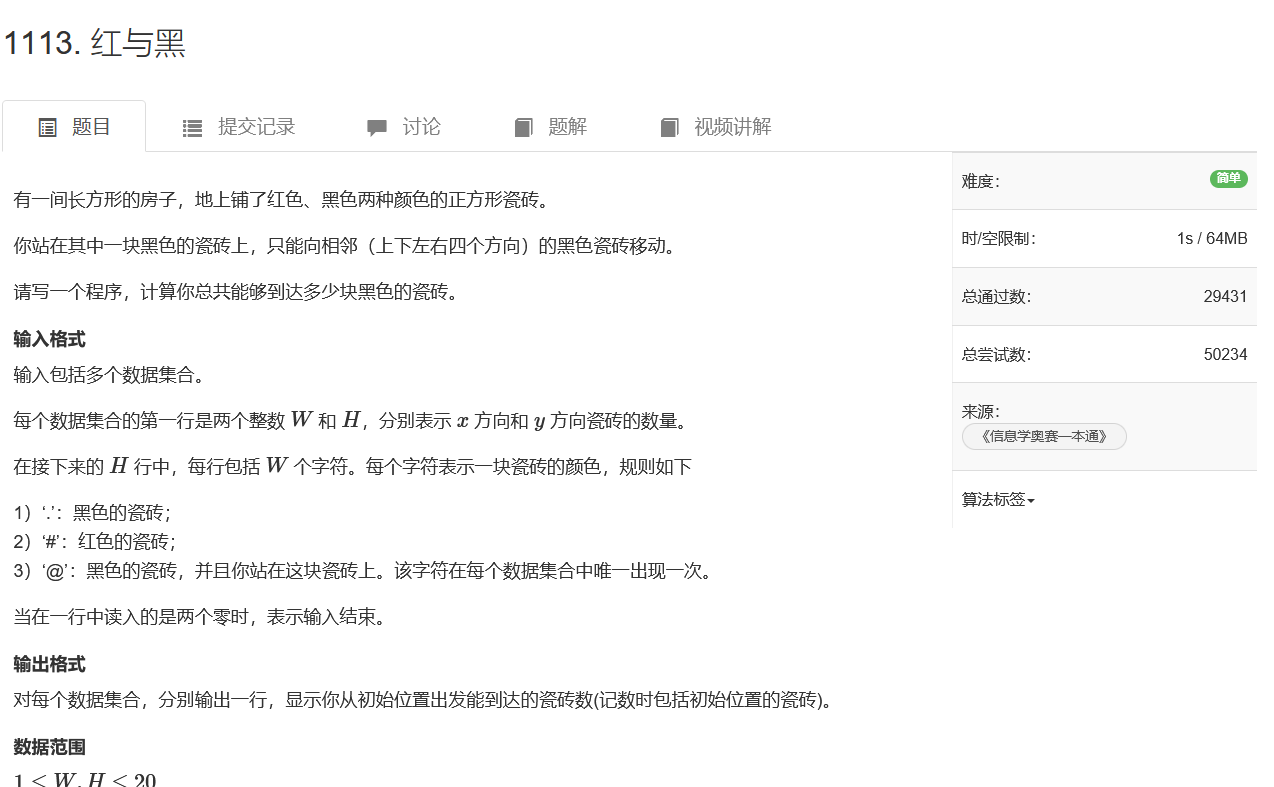 1113. 红与黑
题目
提交记录
讨论
题解
视频讲解
有一间长方形的房子，地上铺了红色、黑色两种颜色的正方形瓷砖。
你站在其中一块黑色的瓷砖上，只能向相邻（上下左右四个方向）的黑色瓷砖移动。
请写一个程序，计算你总共能够到达多少块黑色的瓷砖。
输入格式
输入包括多个数据集合。
每个数据集合的第一行是两个整数 W 和 H，分别表示 x 方向和 y 方向瓷砖的数量。
在接下来的 H 行中，每行包括 W 个字符。每个字符表示一块瓷砖的颜色，规则如下
1）‘.’：黑色的瓷砖；
2）‘#’：红色的瓷砖；
3）‘@’：黑色的瓷砖，并且你站在这块瓷砖上。该字符在每个数据集合中唯一出现一次。
当在一行中读入的是两个零时，表示输入结束。
输出格式
对每个数据集合，分别输出一行，显示你从初始位置出发能到达的瓷砖数(记数时包括初始位置的瓷砖)。
数据范围
1 ≤ W, H ≤ 20
难度：
简单
时/空限制：
1s / 64MB
总通过数：
29431
总尝试数：
50234
来源：
《信息学奥赛一本通》
算法标签